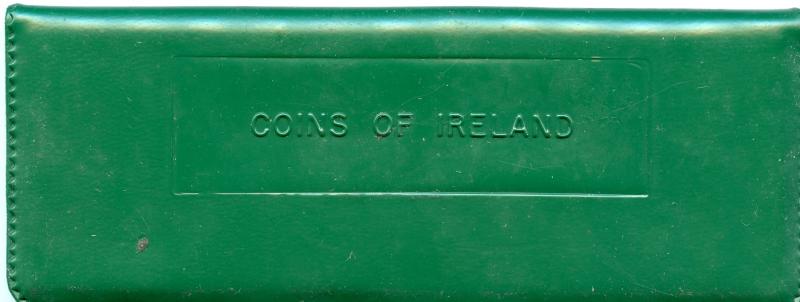 COINS OF IRELAND